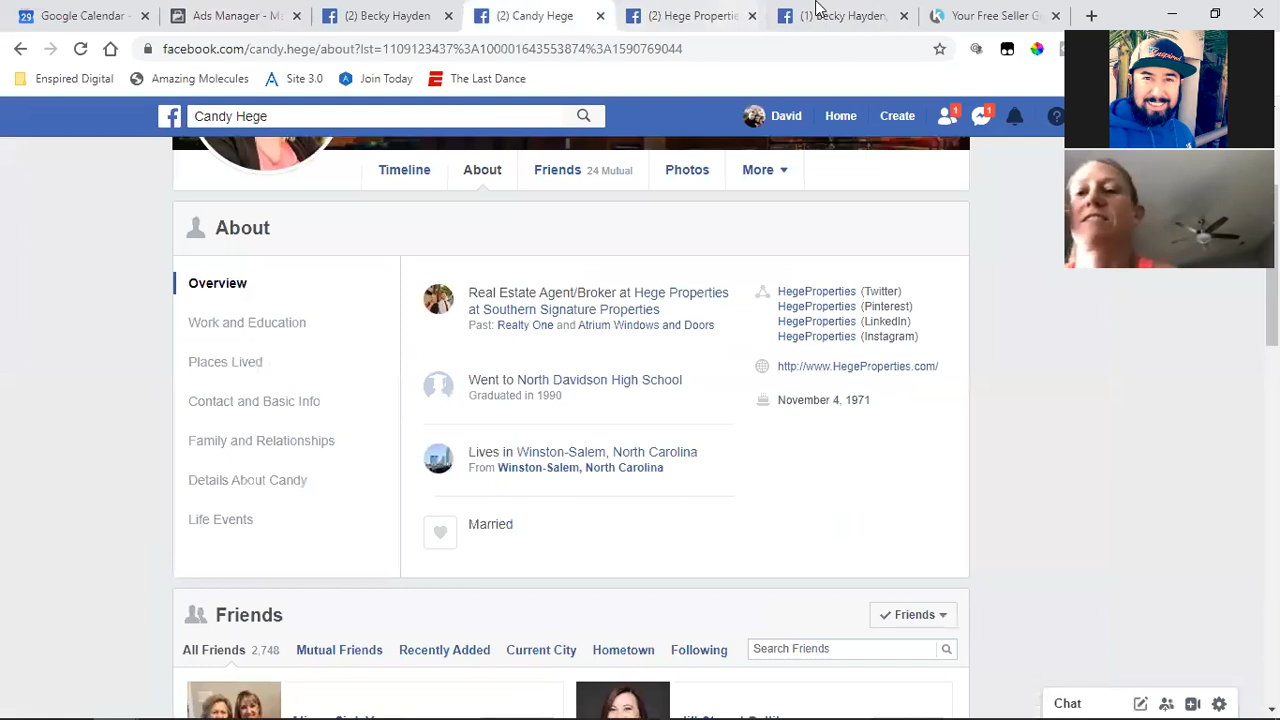 29 Google Calendar -
Ads Manager - M
(2) Becky Hayden
(2) Candy Hege
(2) Hege Propertie
(1) Becky Hayden,
Your Free Seller G
facebook.com/candy.hege/about?lst=1109123437%3A100001643553874%3A1590769044
Enspired Digital
Amazing Molecules
Site 3.0
Join Today
The Last Dance
Candy Hege
David
Home
Create
1
1
Timeline
About
Friends 24 Mutual
Photos
More
About
Overview
Work and Education
Places Lived
Contact and Basic Info
Family and Relationships
Details About Candy
Life Events
Real Estate Agent/Broker at Hege Properties
at Southern Signature Properties
Past: Realty One and Atrium Windows and Doors
Went to North Davidson High School
Graduated in 1990
Lives in Winston-Salem, North Carolina
From Winston-Salem, North Carolina
Married
HegeProperties (Twitter)
HegeProperties (Pinterest)
HegeProperties (LinkedIn)
HegeProperties (Instagram)
http://www.HegeProperties.com/
November 4, 1971
Friends
Friends
All Friends 2,748
Mutual Friends
Recently Added
Current City
Hometown
Following
Search Friends
Chat